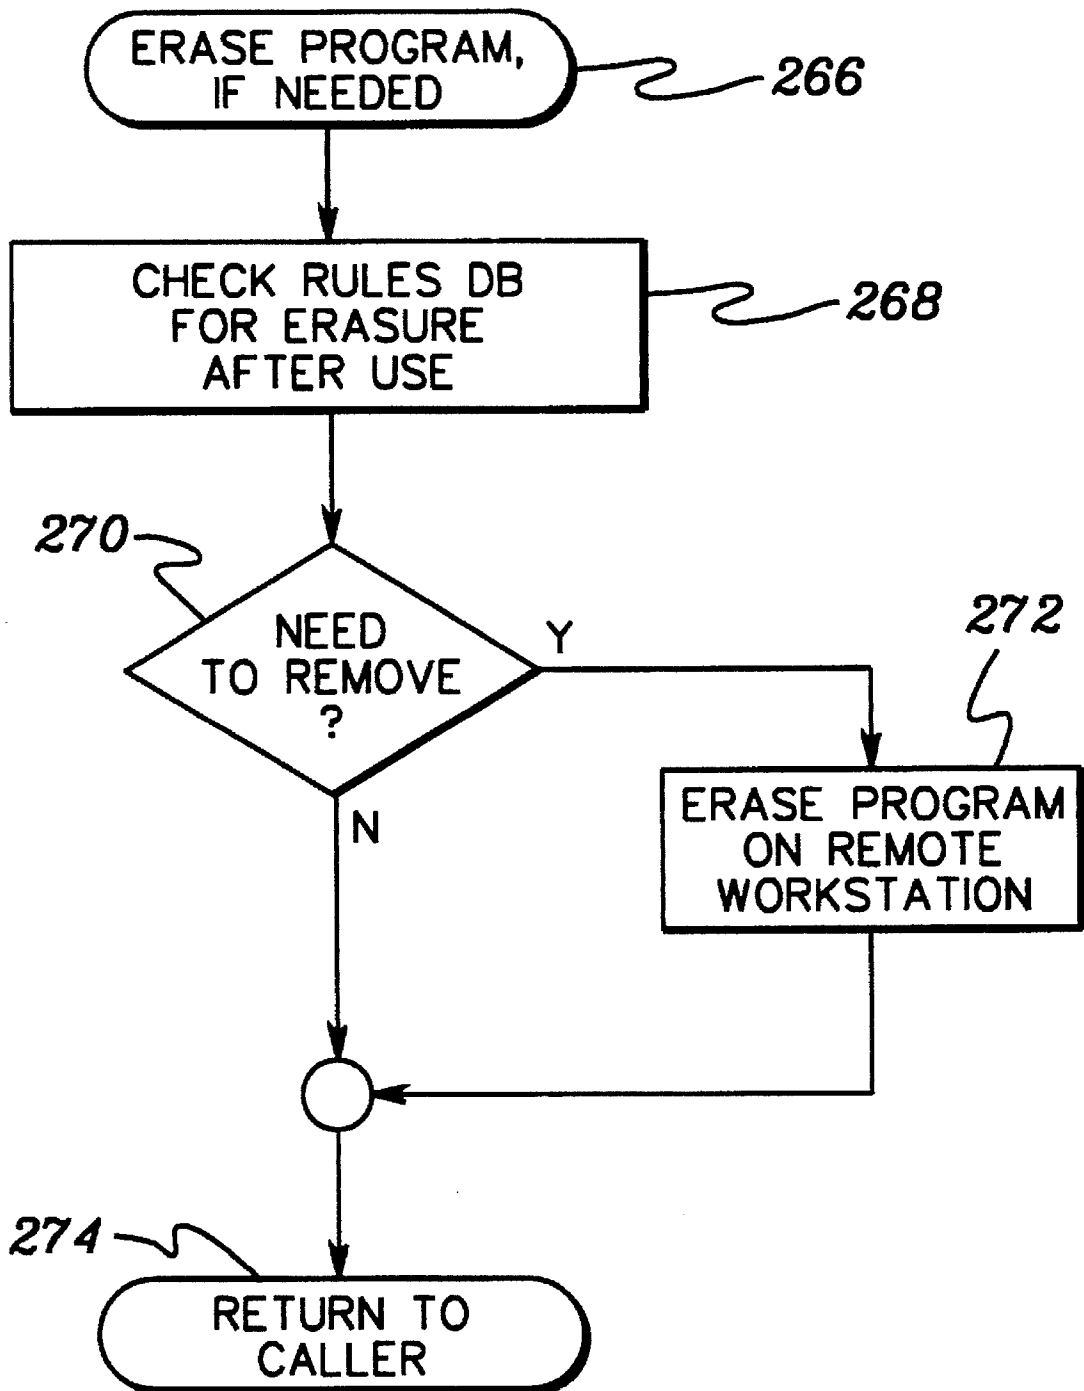 ERASE PROGRAM,
IF NEEDED
266
CHECK RULES DB
FOR ERASURE
AFTER USE
268
270
NEED
TO REMOVE
?
Y
N
272
ERASE PROGRAM
ON REMOTE
WORKSTATION
274
RETURN TO
CALLER